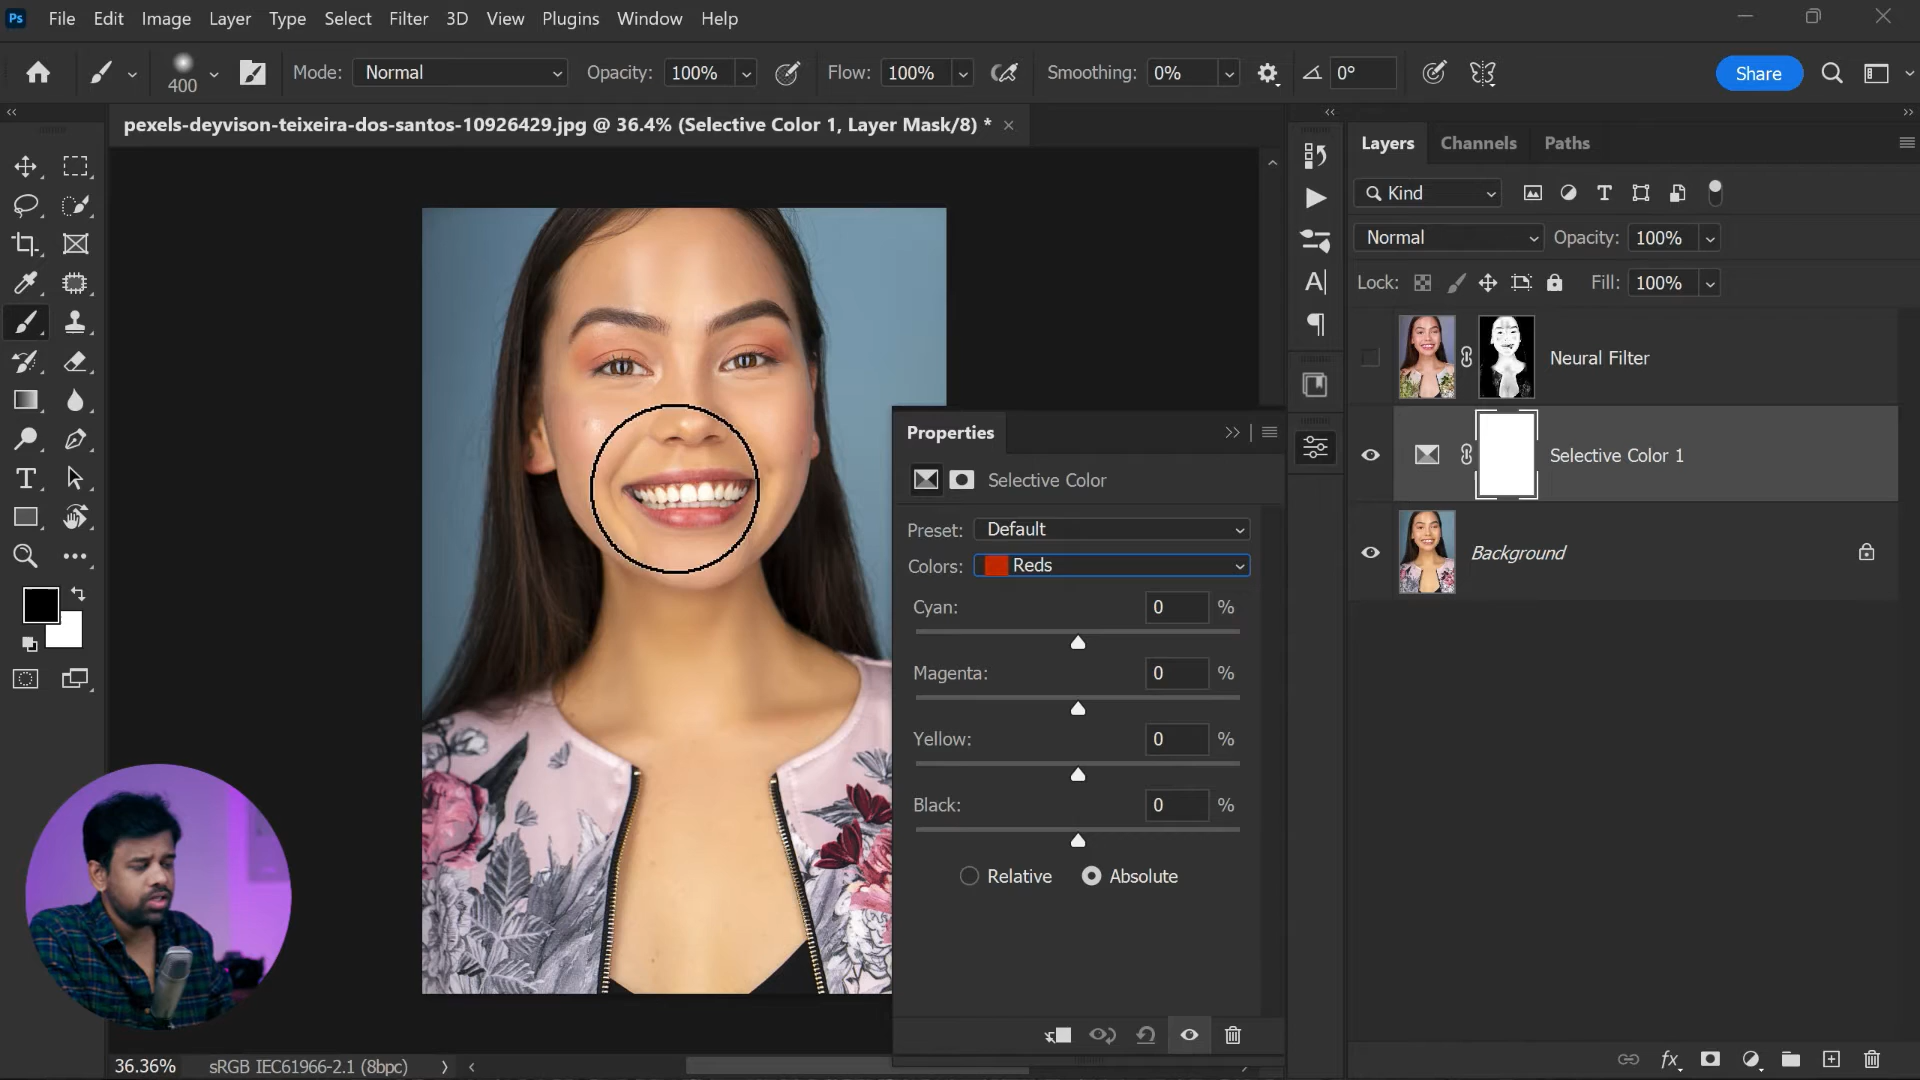 Ps File Edit Image Layer Type Select Filter 3D View Plugins Window Help
400 Mode: Normal Opacity: 100% Flow: 100% Smoothing: 0% 0° Share
pexels-deyvison-teixeira-dos-santos-10926429.jpg @ 36.4% (Selective Color 1, Layer Mask/8) *
Layers Channels Paths
Kind
Normal Opacity: 100%
Lock: Fill: 100%
Neural Filter
Selective Color 1
Background
Properties
Selective Color
Preset: Default
Colors: Reds
Cyan: 0 %
Magenta: 0 %
Yellow: 0 %
Black: 0 %
Relative Absolute
36.36% sRGB IEC61966-2.1 (8bpc)
fx